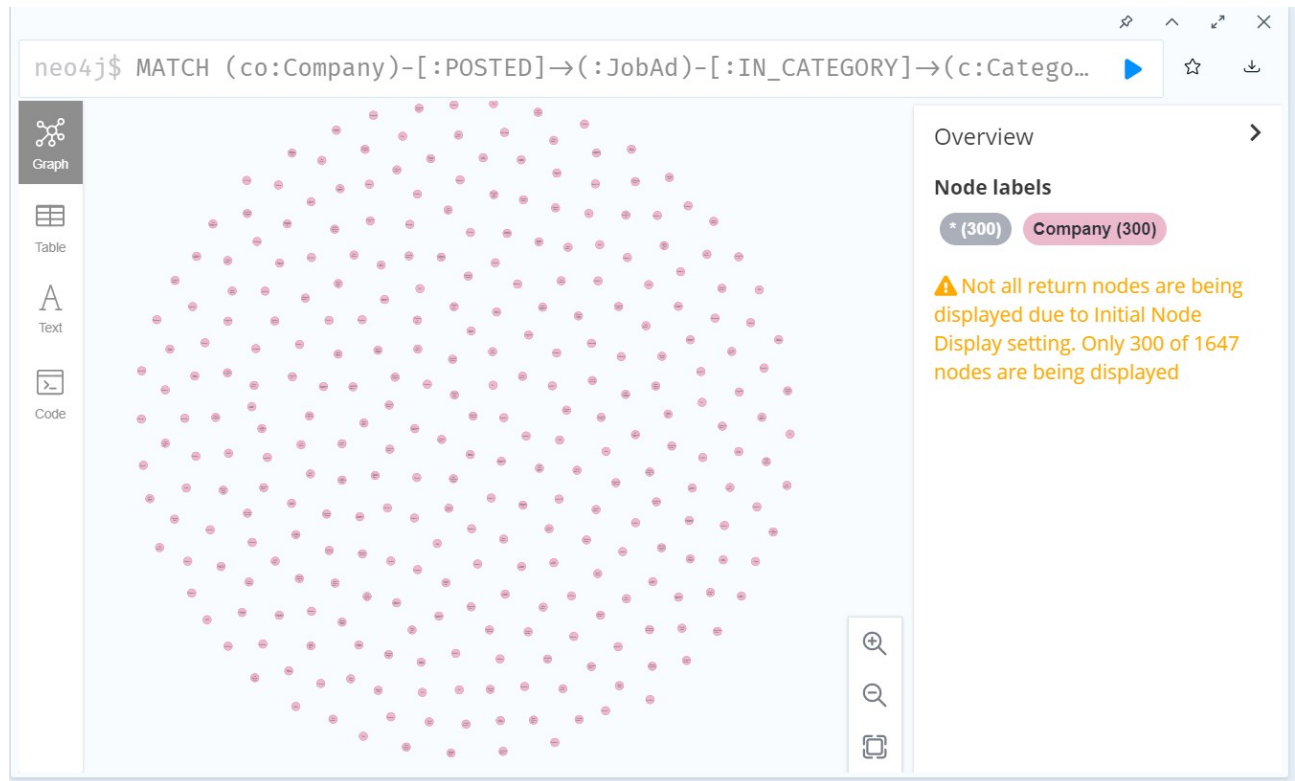 neo4j$ MATCH (co:Company)-[:POSTED]→(:JobAd)-[:IN_CATEGORY]→(c:Catego…
Graph
Table
Text
Code
Overview
Node labels
* (300) Company (300)
Not all return nodes are being
displayed due to Initial Node
Display setting. Only 300 of 1647
nodes are being displayed